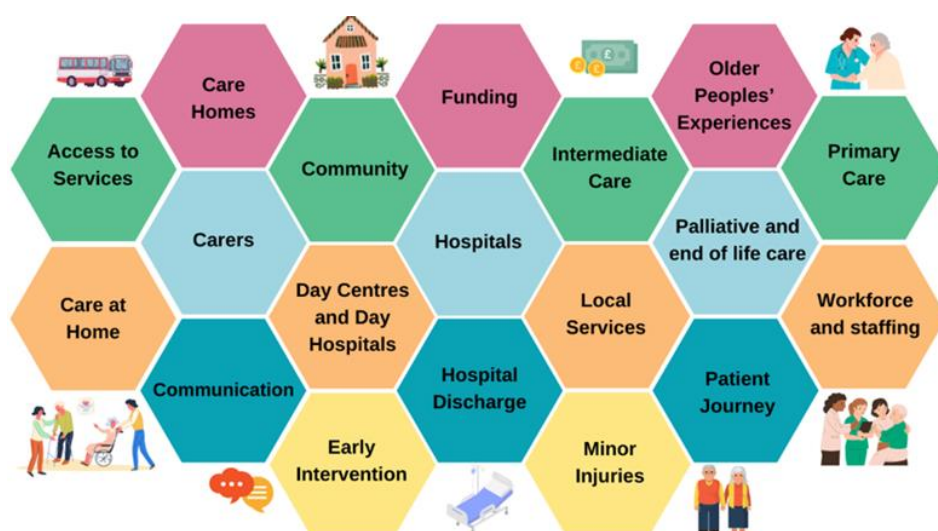 Care
Homes
Funding
Older
Peoples'
Experiences
Access to
Services
Community
Intermediate
Care
Primary
Care
Carers
Hospitals
Palliative and
end of life care
Care at
Home
Day Centres
and Day
Hospitals
Local
Services
Workforce
and staffing
Communication
Hospital
Discharge
Patient
Journey
Early
Intervention
Minor
Injuries